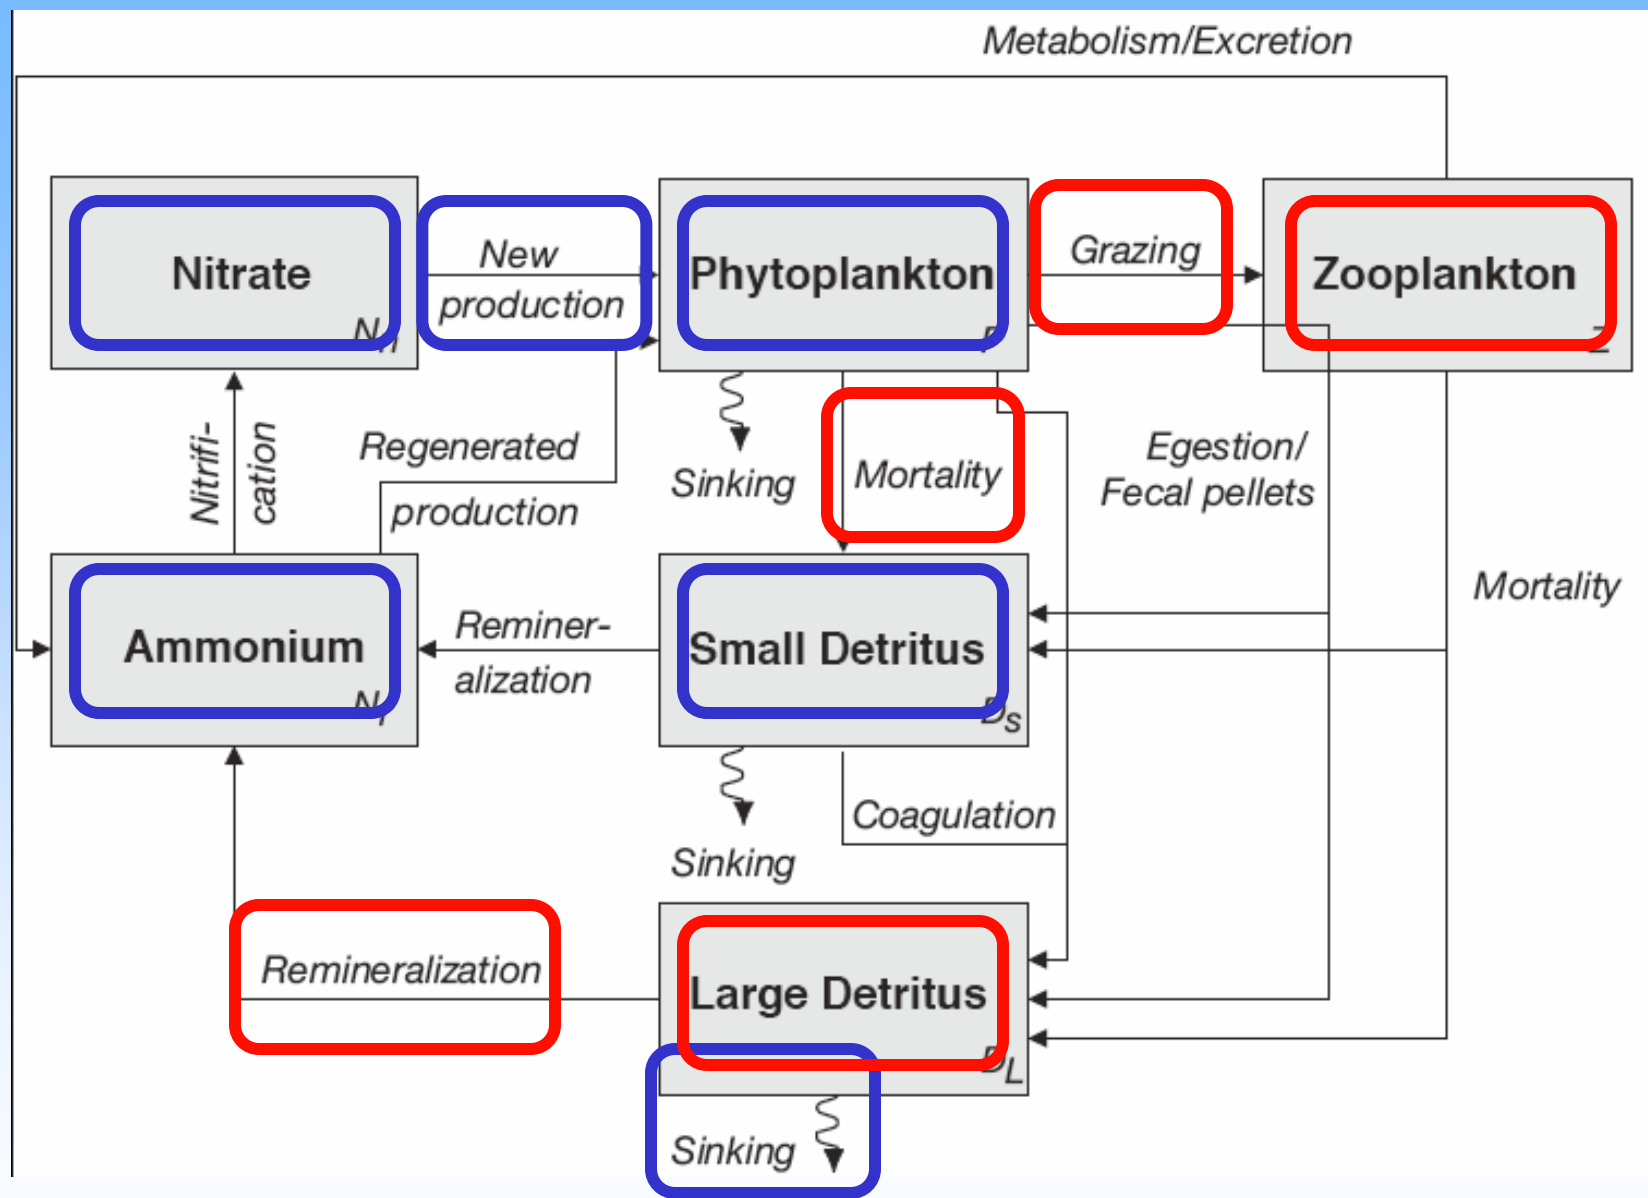 Metabolism/Excretion
Nitrate
New
production
Phytoplankton
Grazing
Zooplankton
Z
Nitrifi-
cation
Regenerated
production
Sinking
Mortality
Egestion/
Fecal pellets
Mortality
Ammonium
Reminer-
alization
Small Detritus
DS
Sinking
Coagulation
Remineralization
Large Detritus
DL
Sinking